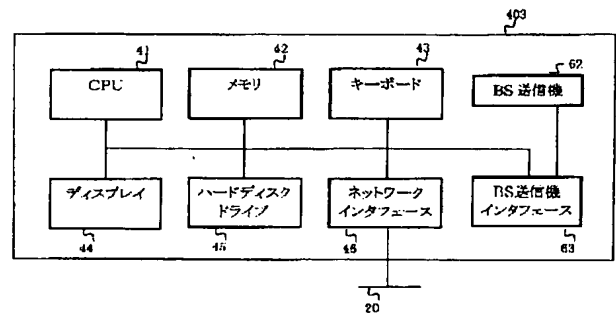 403
41
42
43
62
CPU
メモリ
キーボード
BS 送信機
ディスプレイ
ハードディスク
ドライブ
ネットワーク
インタフェース
BS送信機
インタフェース
44
45
46
63
20